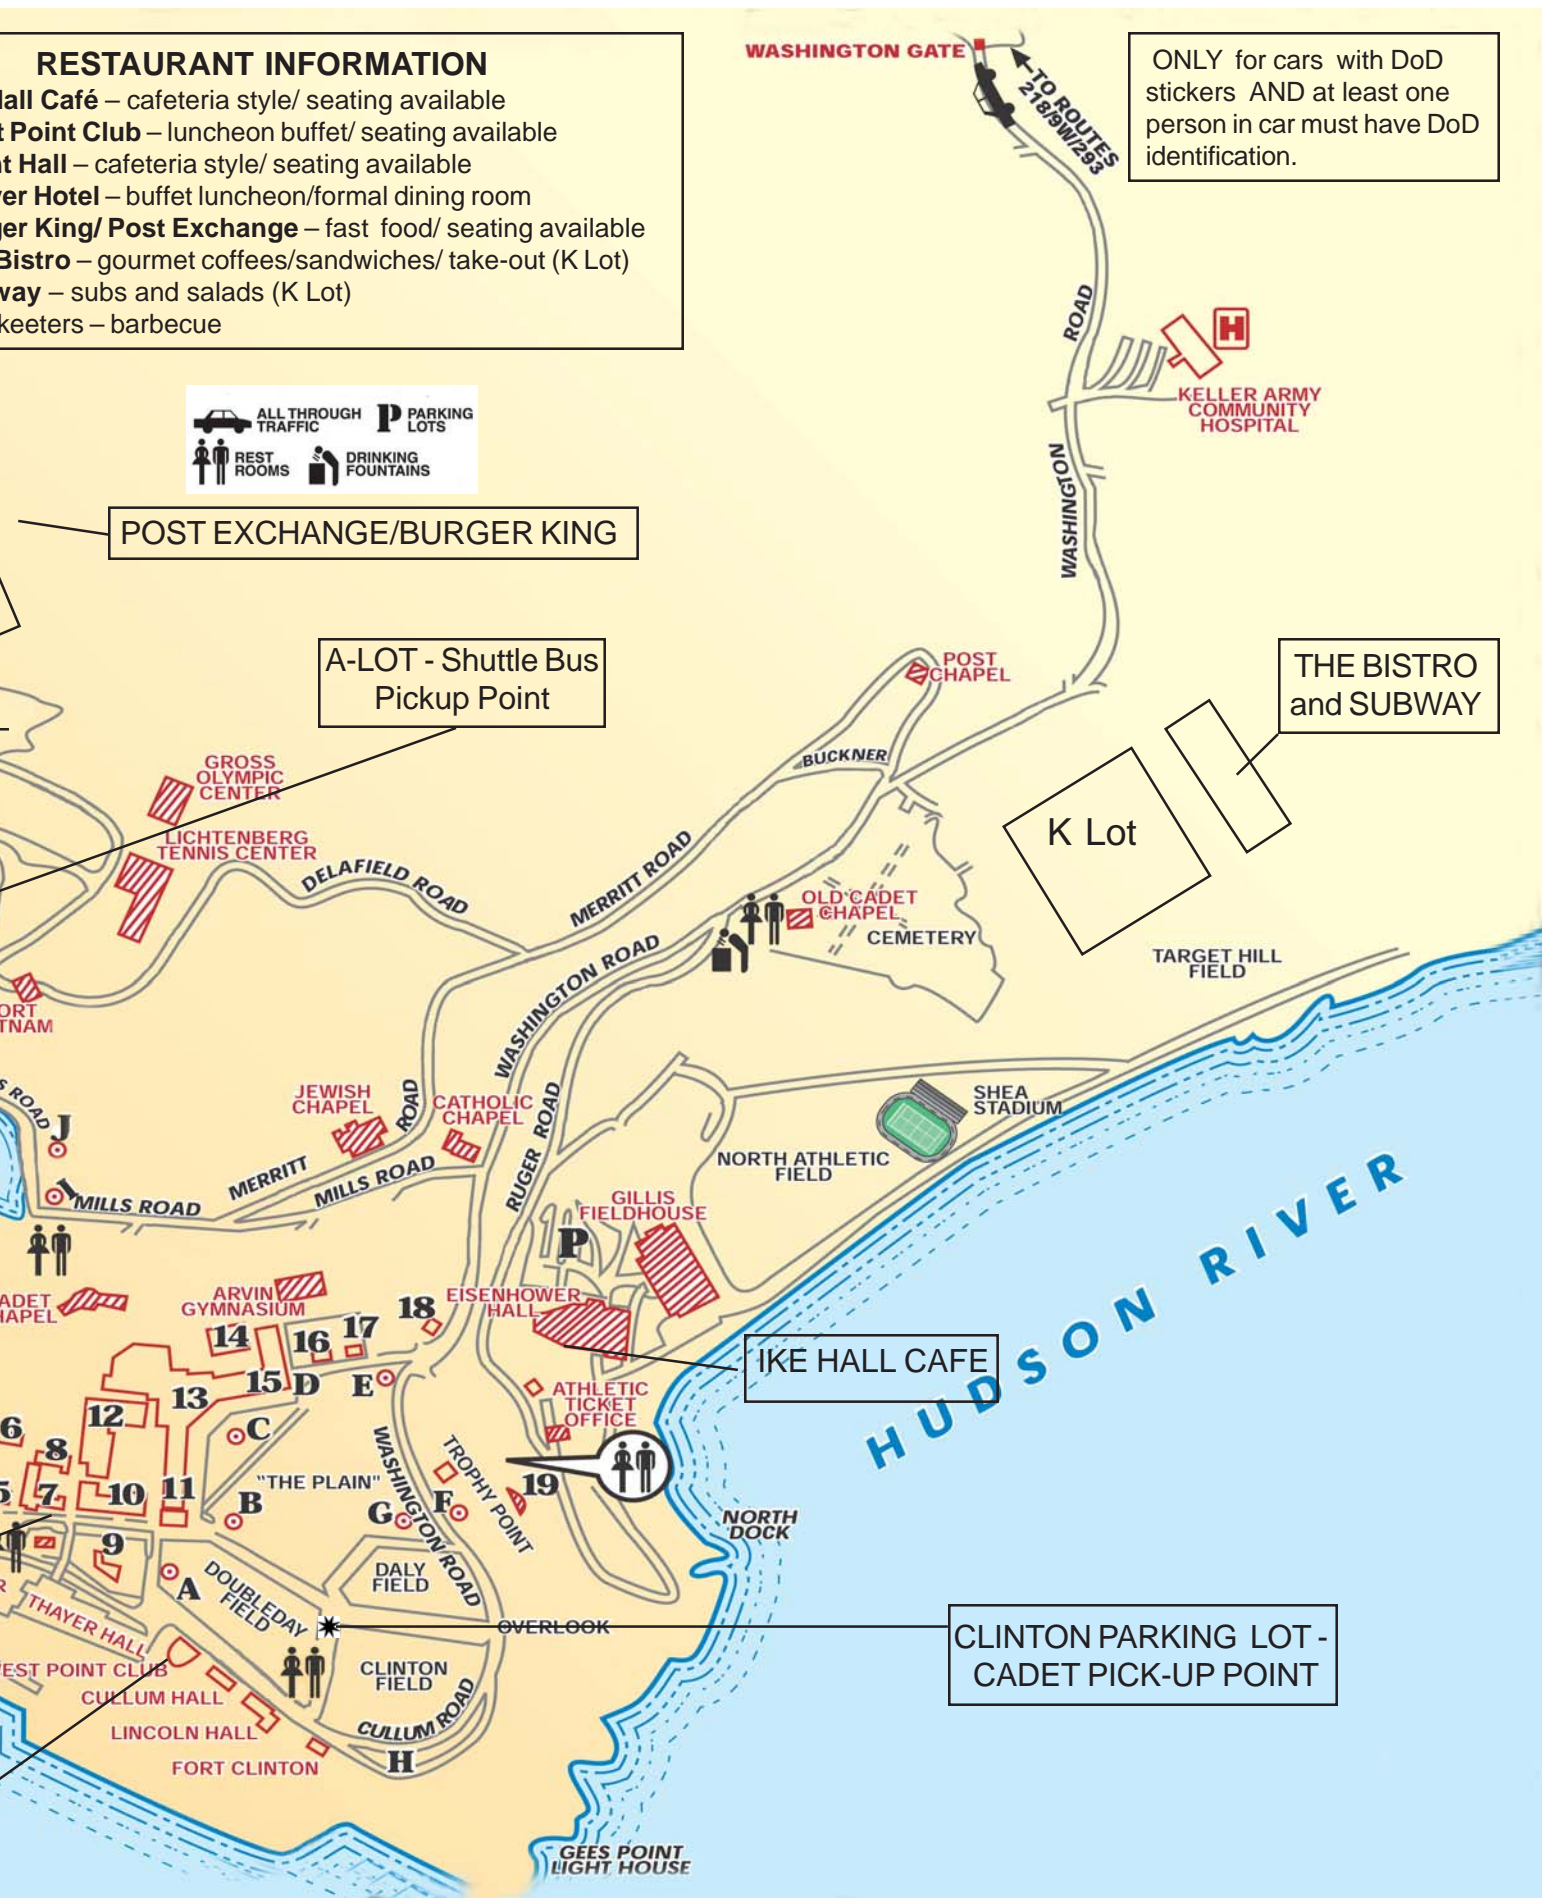 RESTAURANT INFORMATION
Hall Café – cafeteria style/ seating available
t Point Club – luncheon buffet/ seating available
nt Hall – cafeteria style/ seating available
yer Hotel – buffet luncheon/formal dining room
ger King/ Post Exchange – fast food/ seating available
Bistro – gourmet coffees/sandwiches/ take-out (K Lot)
way – subs and salads (K Lot)
keeters – barbecue
WASHINGTON GATE
TO ROUTES
218/9W/293
ONLY for cars with DoD
stickers AND at least one
person in car must have DoD
identification.
ROAD
H
KELLER ARMY
COMMUNITY
HOSPITAL
WASHINGTON
ALL THROUGH
TRAFFIC
P PARKING
LOTS
REST
ROOMS
DRINKING
FOUNTAINS
POST EXCHANGE/BURGER KING
A-LOT - Shuttle Bus
Pickup Point
POST
CHAPEL
THE BISTRO
and SUBWAY
BUCKNER
GROSS
OLYMPIC
CENTER
LICHTENBERG
TENNIS CENTER
DELAFIELD ROAD
MERRITT ROAD
K Lot
OLD CADET
CHAPEL
CEMETERY
WASHINGTON ROAD
TARGET HILL
FIELD
ORT
TNAM
S ROAD
J
I
JEWISH
CHAPEL
ROAD
CATHOLIC
CHAPEL
RUGER ROAD
SHEA
STADIUM
NORTH ATHLETIC
FIELD
MERRITT
MILLS ROAD
MILLS ROAD
GILLIS
FIELDHOUSE
P
HUDSON RIVER
ADET
HAPEL
ARVIN
GYMNASIUM
EISENHOWER
HALL
18
17
16
14
15
D
E
13
12
IKE HALL CAFE
ATHLETIC
TICKET
OFFICE
6
8
C
5
7
10
11
"THE PLAIN"
B
G
F
WASHINGTON ROAD
TROPHY POINT
19
NORTH
DOCK
9
A
DOUBLEDAY
FIELD
DALY
FIELD
R
THAYER HALL
OVERLOOK
CLINTON PARKING LOT -
CADET PICK-UP POINT
EST POINT CLUB
CULLUM HALL
LINCOLN HALL
FORT CLINTON
CLINTON
FIELD
CULLUM ROAD
H
GEES POINT
LIGHT HOUSE